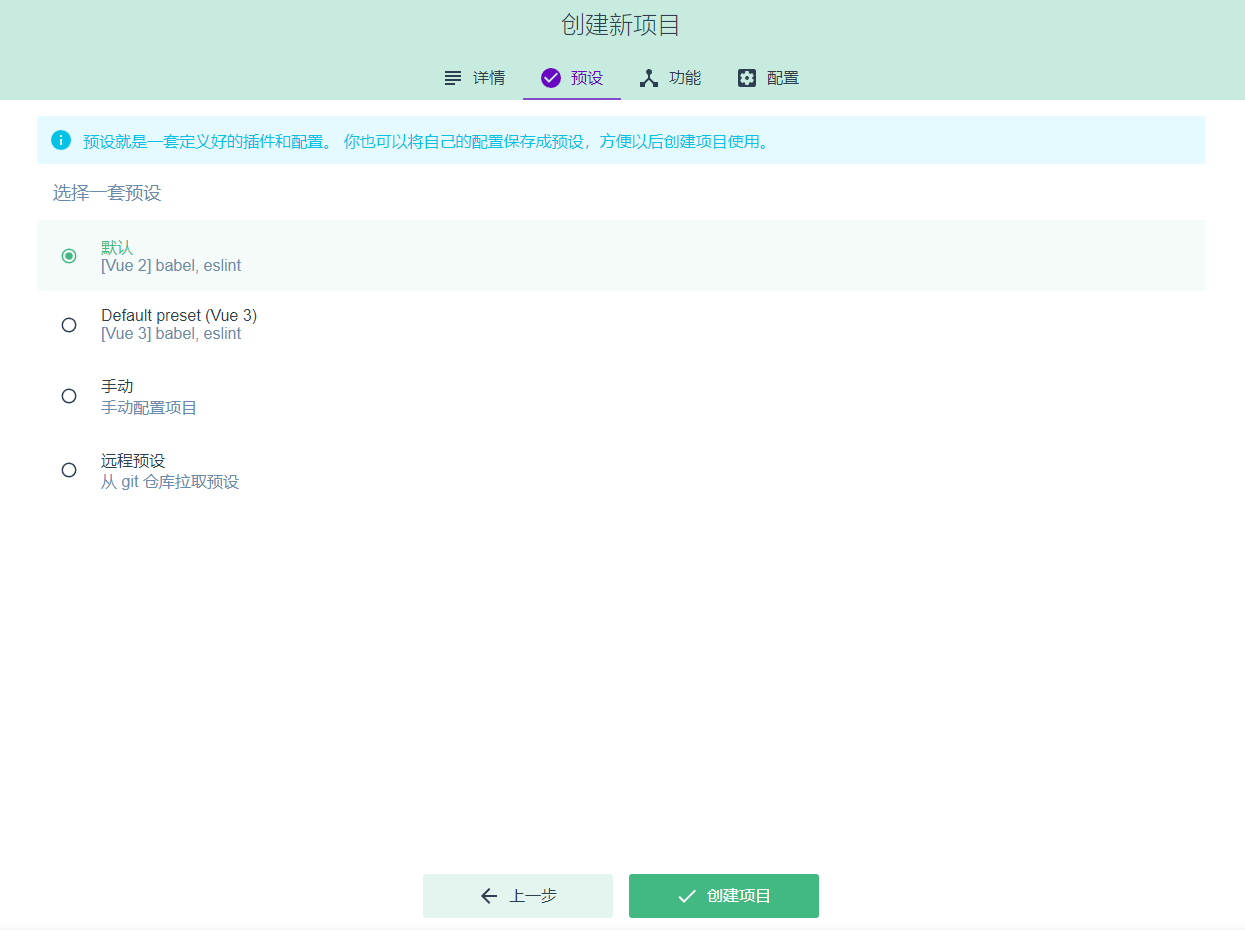 创建新项目
详情 预设 功能 配置
预设就是一套定义好的插件和配置。 你也可以将自己的配置保存成预设，方便以后创建项目使用。
选择一套预设
默认
[Vue 2] babel, eslint
Default preset (Vue 3)
[Vue 3] babel, eslint
手动
手动配置项目
远程预设
从 git 仓库拉取预设
上一步 创建项目